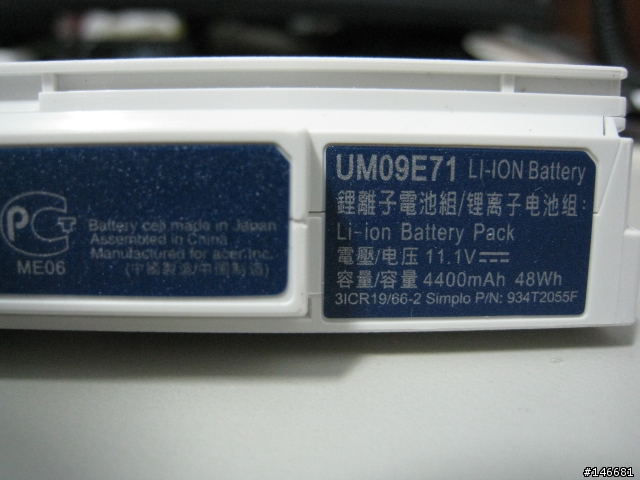 PCT
ME06
Battery cell made in Japan
Assembled in China
Manufactured for acer.Inc.
(中國製造/中国制造)
UM09E71 LI-ION Battery
鋰離子電池組/锂离子电池组:
Li-ion Battery Pack
電壓/电压 11.1V
容量/容量 4400mAh 48Wh
3ICR19/66-2 Simplo P/N: 934T2055F
#146681